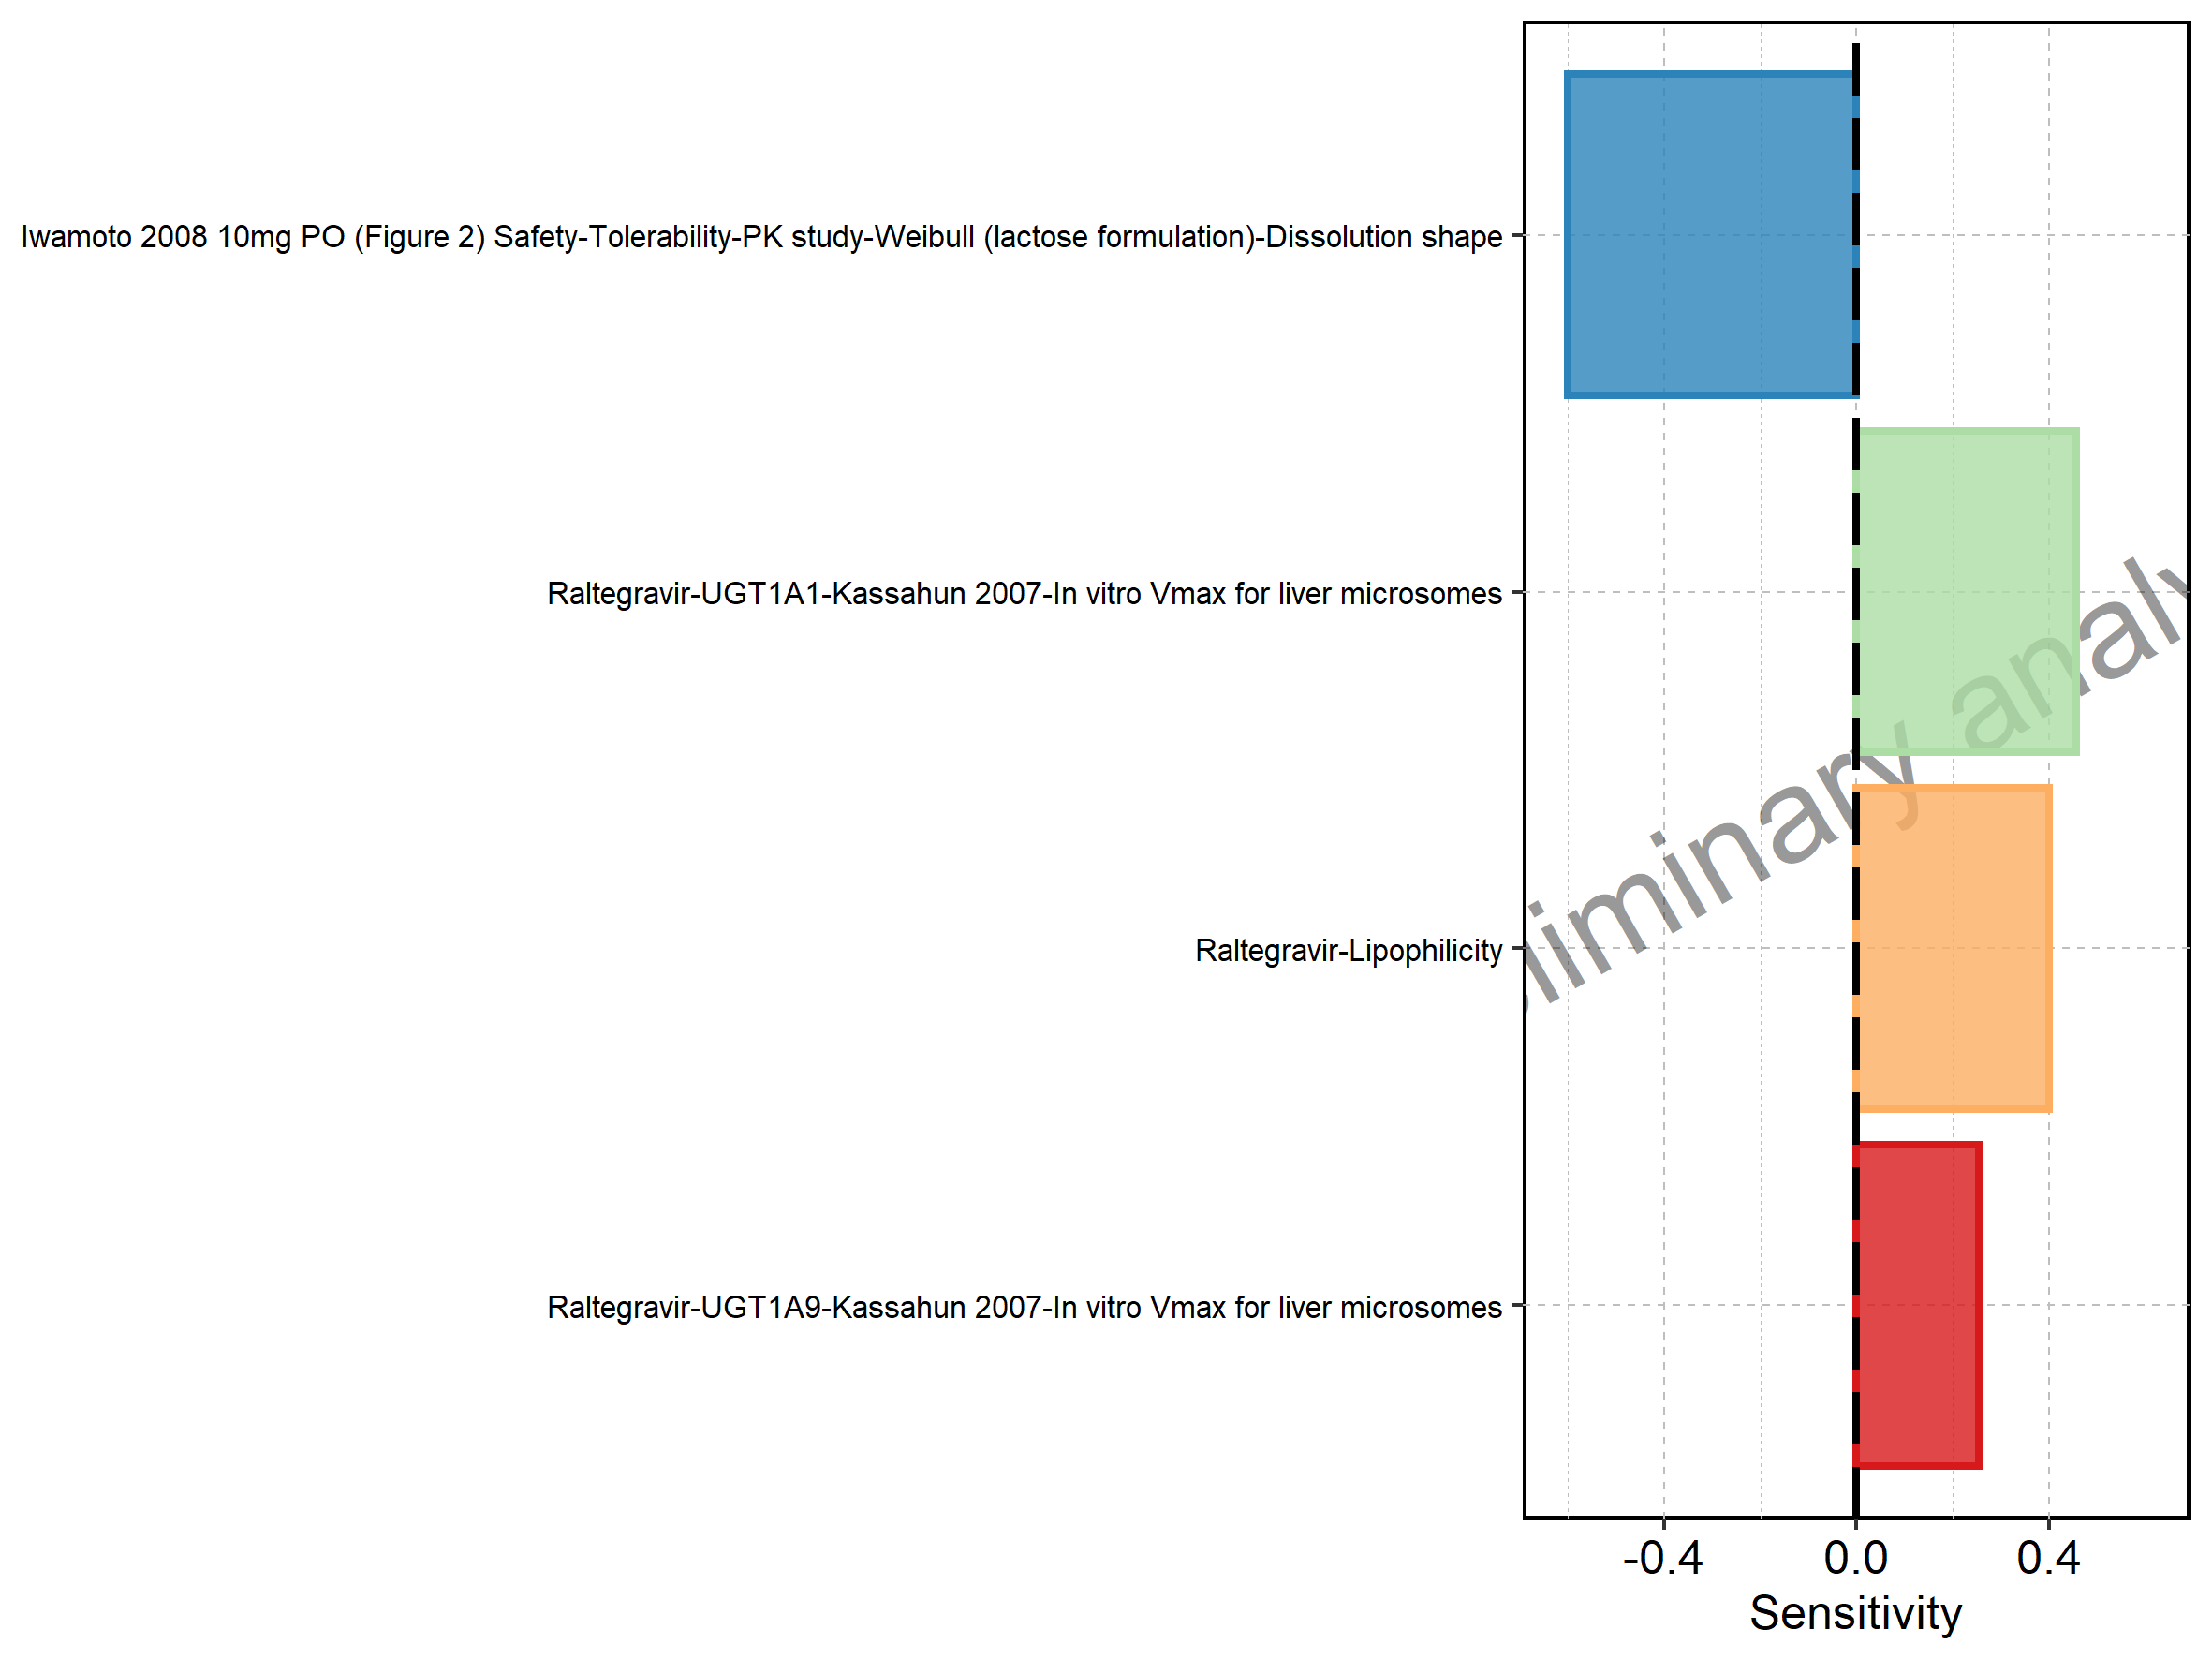 Iwamoto 2008 10mg PO (Figure 2) Safety-Tolerability-PK study-Weibull (lactose formulation)-Dissolution shape
Raltegravir-UGT1A1-Kassahun 2007-In vitro Vmax for liver microsomes
Raltegravir-Lipophilicity
Raltegravir-UGT1A9-Kassahun 2007-In vitro Vmax for liver microsomes
-0.4 0.0 0.4
Sensitivity